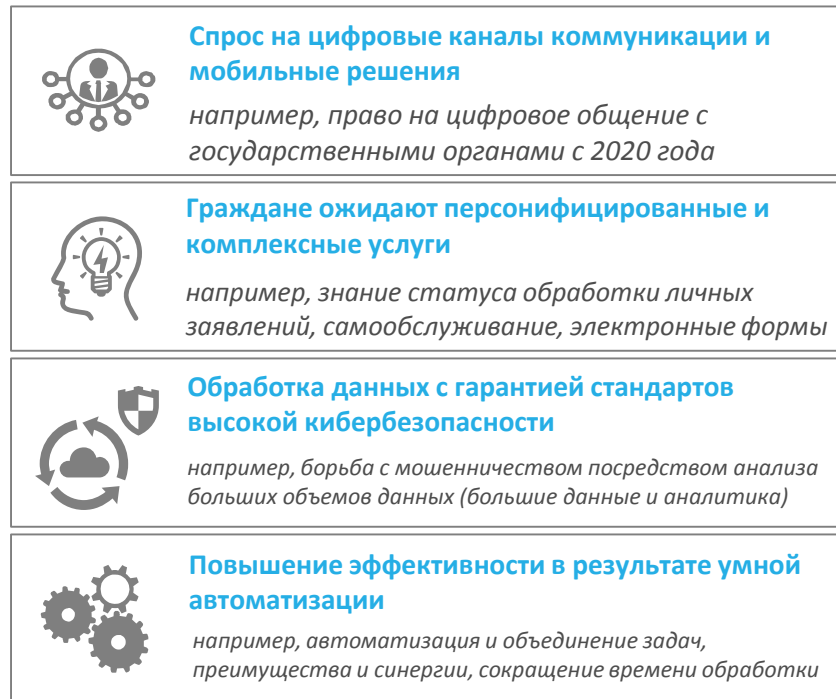 Спрос на цифровые каналы коммуникации и
мобильные решения
например, право на цифровое общение с
государственными органами с 2020 года
Граждане ожидают персонифицированные и
комплексные услуги
например, знание статуса обработки личных
заявлений, самообслуживание, электронные формы
Обработка данных с гарантией стандартов
высокой кибербезопасности
например, борьба с мошенничеством посредством анализа
больших объемов данных (большие данные и аналитика)
Повышение эффективности в результате умной
автоматизации
например, автоматизация и объединение задач,
преимущества и синергии, сокращение времени обработки